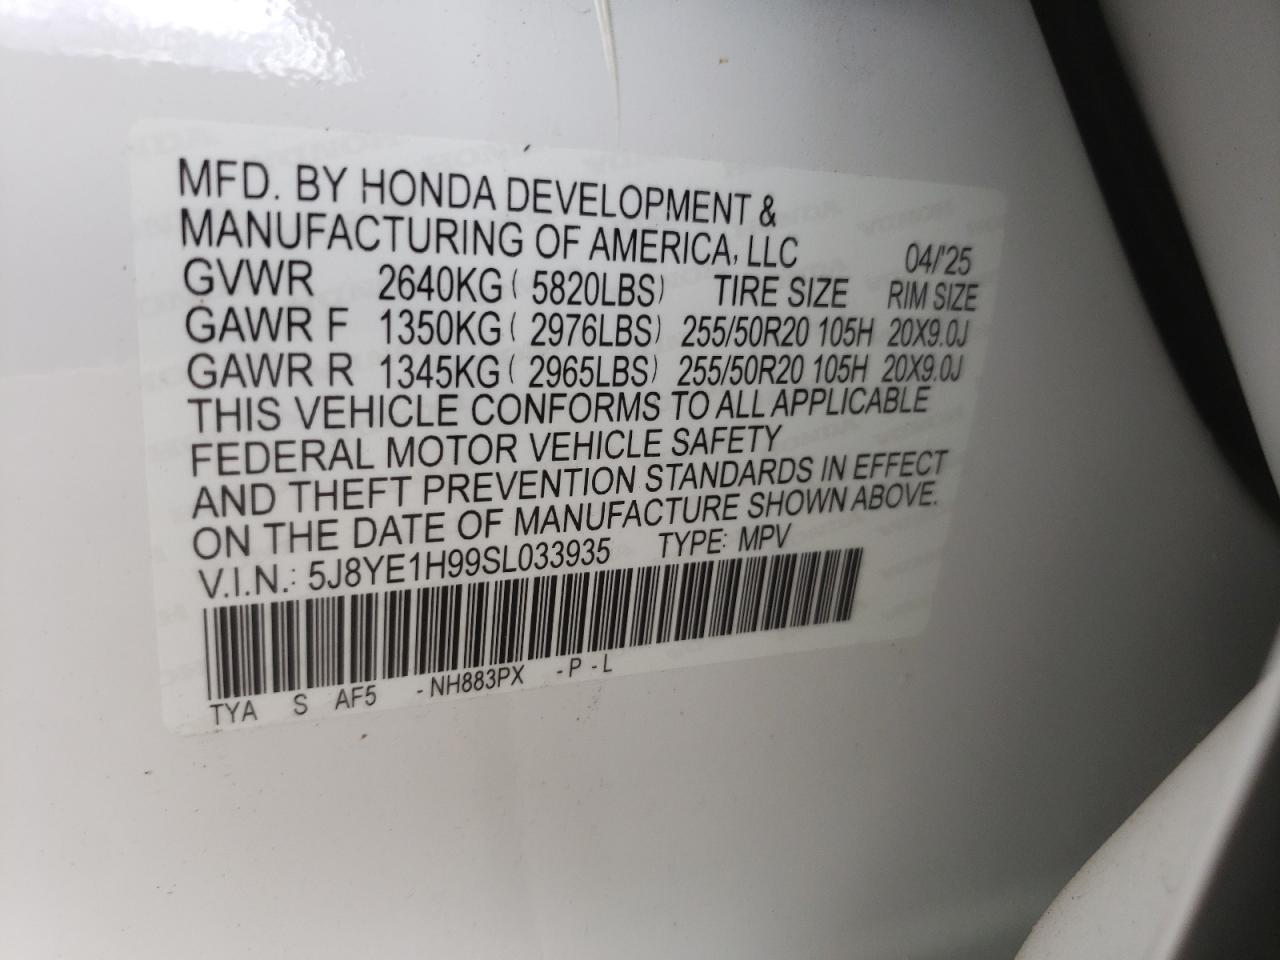 MFD. BY HONDA DEVELOPMENT &
MANUFACTURING OF AMERICA, LLC 04/'25
GVWR 2640KG ( 5820LBS) TIRE SIZE RIM SIZE
GAWR F 1350KG ( 2976LBS) 255/50R20 105H 20X9.0J
GAWR R 1345KG ( 2965LBS) 255/50R20 105H 20X9.0J
THIS VEHICLE CONFORMS TO ALL APPLICABLE
FEDERAL MOTOR VEHICLE SAFETY
AND THEFT PREVENTION STANDARDS IN EFFECT
ON THE DATE OF MANUFACTURE SHOWN ABOVE.
V.I.N.: 5J8YE1H99SL033935 TYPE: MPV
TYA S AF5 -NH883PX -P -L